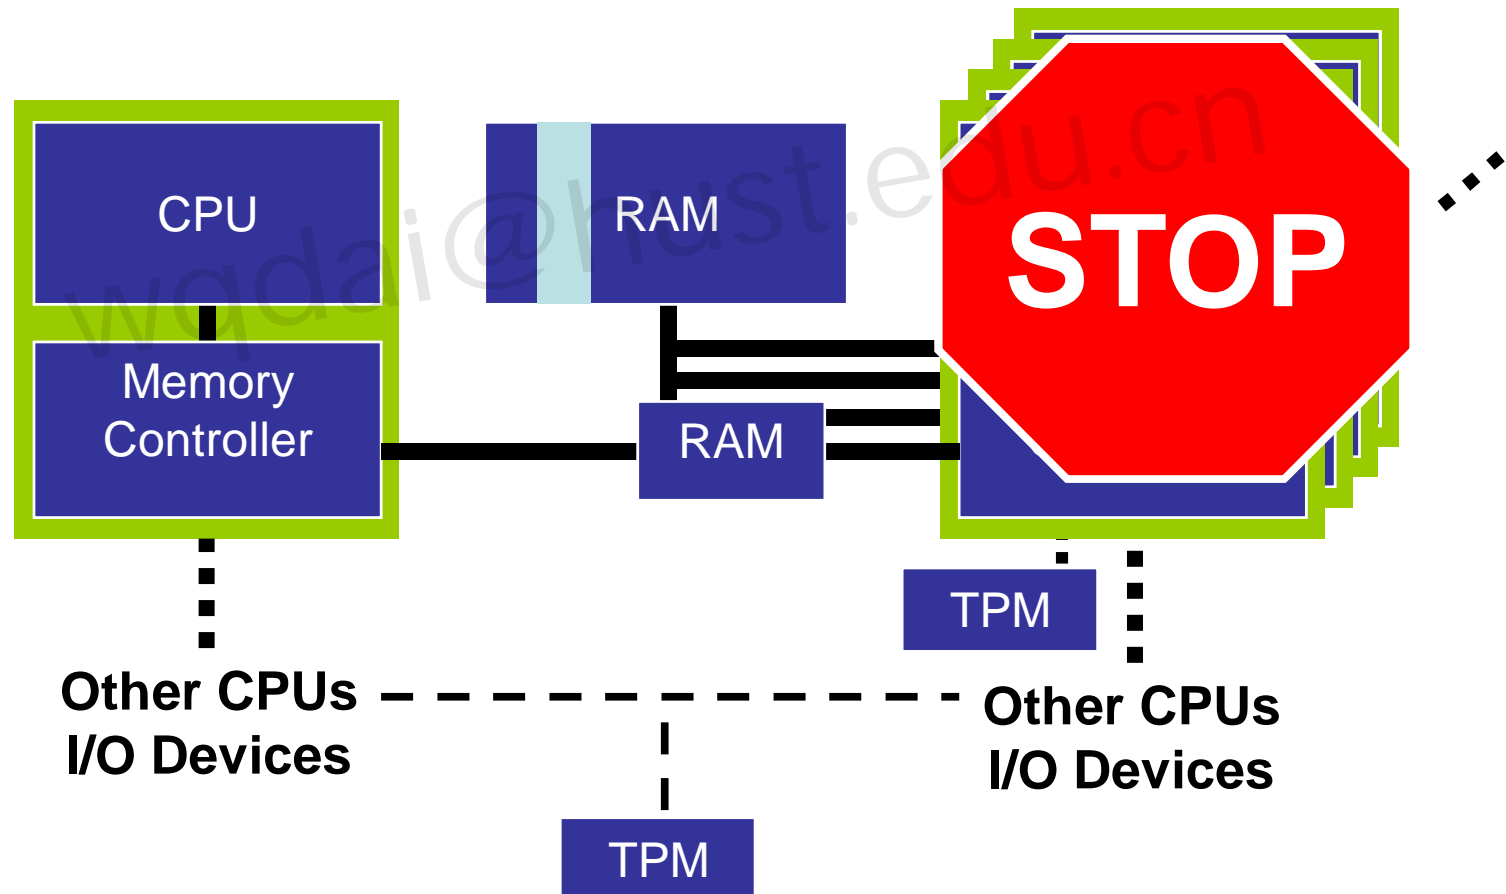 CPU
RAM
STOP
Memory
Controller
RAM
TPM
Other CPUs
I/O Devices
Other CPUs
I/O Devices
TPM
wqdai@hust.edu.cn